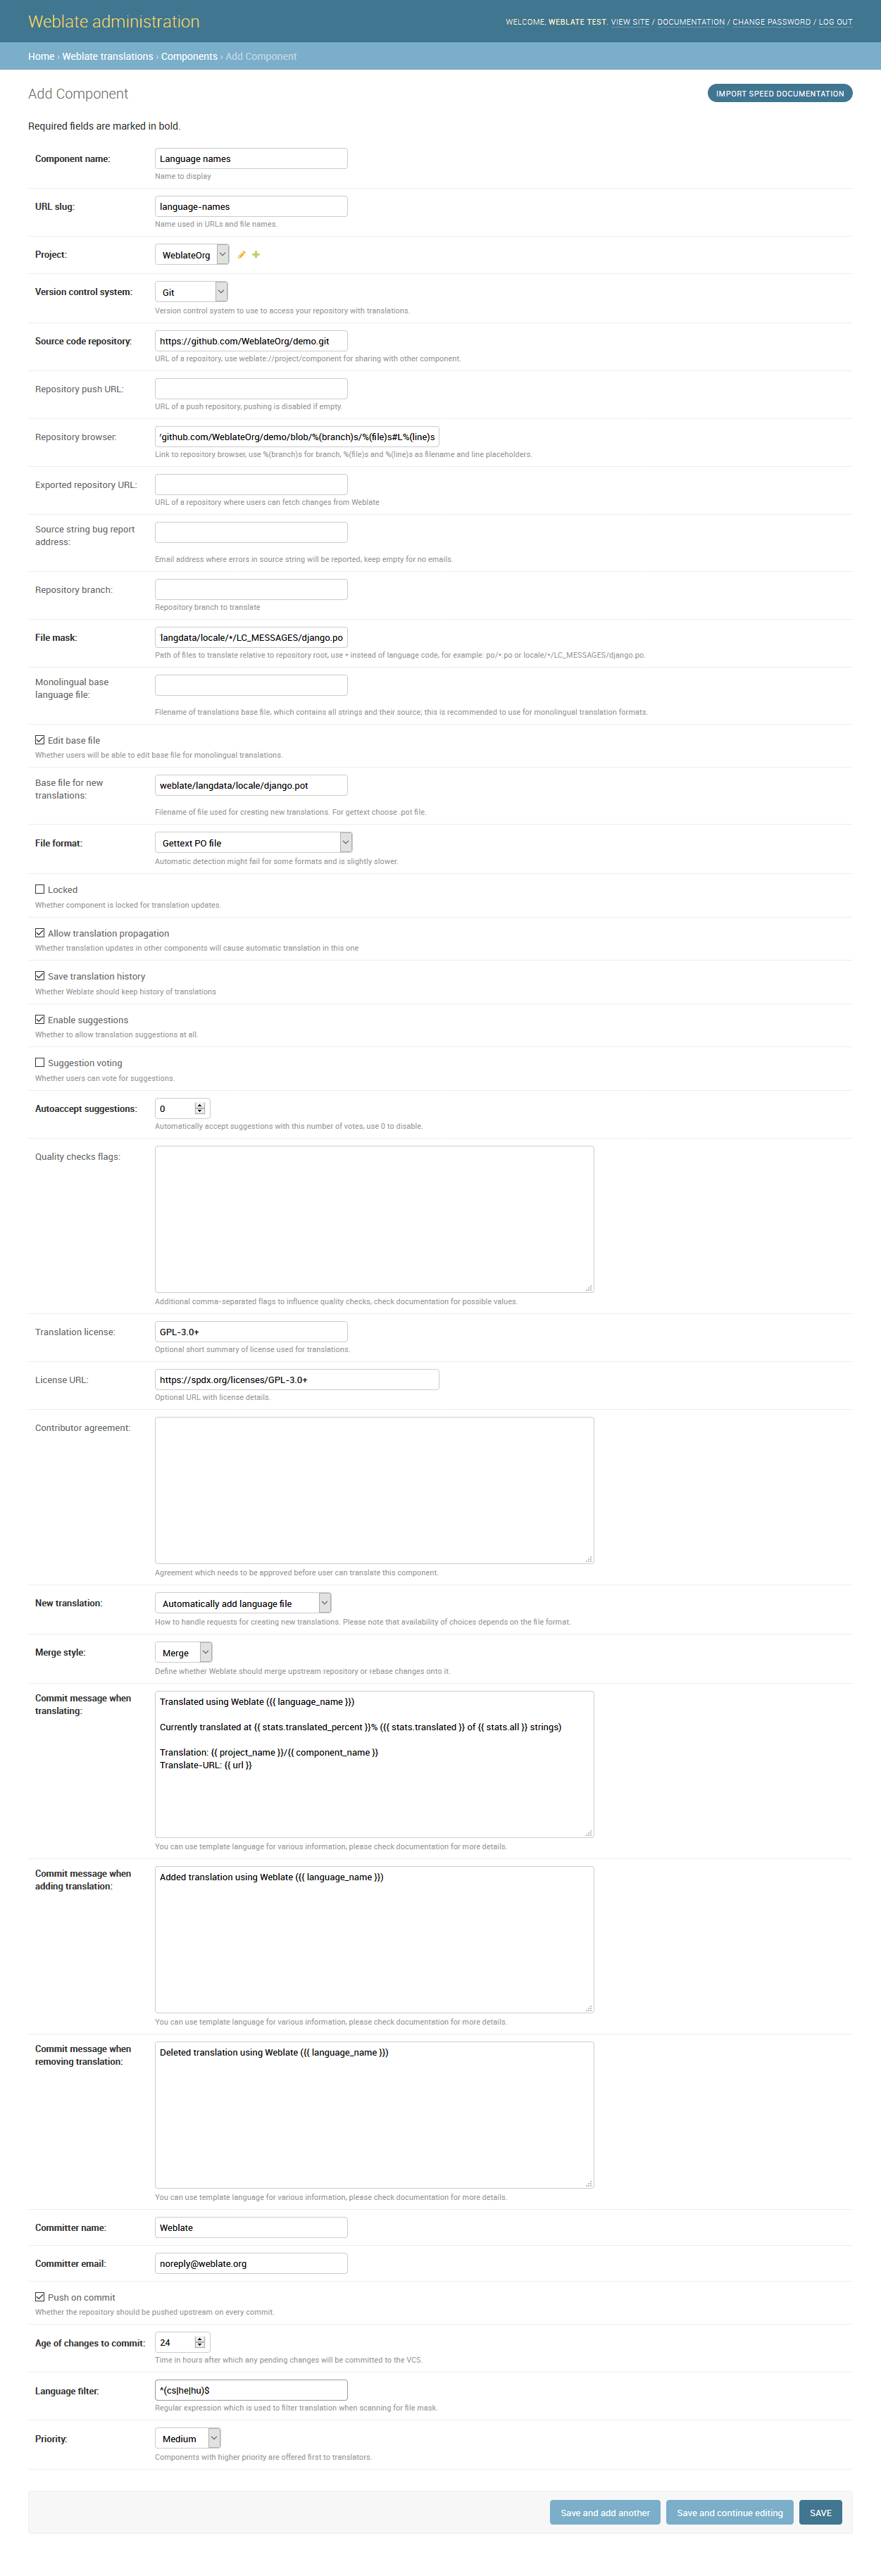 Weblate administration
WELCOME, WEBLATE TEST. VIEW SITE / DOCUMENTATION / CHANGE PASSWORD / LOG OUT
Home › Weblate translations › Components › Add Component
Add Component
IMPORT SPEED DOCUMENTATION
Required fields are marked in bold.
Component name: Language names
Name to display
URL slug: language-names
Name used in URLs and file names.
Project: WeblateOrg
Version control system: Git
Version control system to use to access your repository with translations.
Source code repository: https://github.com/WeblateOrg/demo.git
URL of a repository, use weblate://project/component for sharing with other component.
Repository push URL:
URL of a push repository, pushing is disabled if empty.
Repository browser: github.com/WeblateOrg/demo/blob/%(branch)s/%(file)s#L%(line)s
Link to repository browser, use %(branch)s for branch, %(file)s and %(line)s as filename and line placeholders.
Exported repository URL:
URL of a repository where users can fetch changes from Weblate
Source string bug report
address:
Email address where errors in source string will be reported, keep empty for no emails.
Repository branch:
Repository branch to translate
File mask: langdata/locale/*/LC_MESSAGES/django.po
Path of files to translate relative to repository root, use * instead of language code, for example: po/*.po or locale/*/LC_MESSAGES/django.po.
Monolingual base
language file:
Filename of translations base file, which contains all strings and their source; this is recommended to use for monolingual translation formats.
Edit base file
Whether users will be able to edit base file for monolingual translations.
Base file for new
translations:
weblate/langdata/locale/django.pot
Filename of file used for creating new translations. For gettext choose .pot file.
File format: Gettext PO file
Automatic detection might fail for some formats and is slightly slower.
Locked
Whether component is locked for translation updates.
Allow translation propagation
Whether translation updates in other components will cause automatic translation in this one
Save translation history
Whether Weblate should keep history of translations
Enable suggestions
Whether to allow translation suggestions at all.
Suggestion voting
Whether users can vote for suggestions.
Autoaccept suggestions: 0
Automatically accept suggestions with this number of votes, use 0 to disable.
Quality checks flags:
Additional comma-separated flags to influence quality checks, check documentation for possible values.
Translation license: GPL-3.0+
Optional short summary of license used for translations.
License URL: https://spdx.org/licenses/GPL-3.0+
Optional URL with license details.
Contributor agreement:
Agreement which needs to be approved before user can translate this component.
New translation: Automatically add language file
How to handle requests for creating new translations. Please note that availability of choices depends on the file format.
Merge style: Merge
Define whether Weblate should merge upstream repository or rebase changes onto it.
Commit message when
translating:
Translated using Weblate ({{ language_name }})
Currently translated at {{ stats.translated_percent }}% ({{ stats.translated }} of {{ stats.all }} strings)
Translation: {{ project_name }}/{{ component_name }}
Translate-URL: {{ url }}
You can use template language for various information, please check documentation for more details.
Commit message when
adding translation:
Added translation using Weblate ({{ language_name }})
You can use template language for various information, please check documentation for more details.
Commit message when
removing translation:
Deleted translation using Weblate ({{ language_name }})
You can use template language for various information, please check documentation for more details.
Committer name: Weblate
Committer email: noreply@weblate.org
Push on commit
Whether the repository should be pushed upstream on every commit.
Age of changes to commit: 24
Time in hours after which any pending changes will be committed to the VCS.
Language filter: ^(cs|he|hu)$
Regular expression which is used to filter translation when scanning for file mask.
Priority: Medium
Components with higher priority are offered first to translators.
Save and add another
Save and continue editing
SAVE